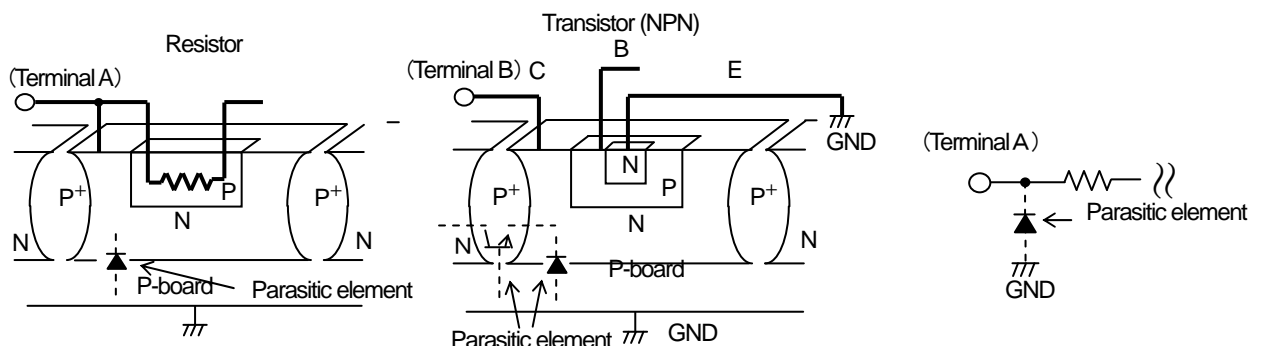 Resistor
(Terminal A)
P+
P
N
P+
N
N
P-board
Parasitic element
Transistor (NPN)
B
(Terminal B) C
E
GND
N
P+
P
P+
N
N
N
P-board
Parasitic element
GND
(Terminal A)
Parasitic element
GND